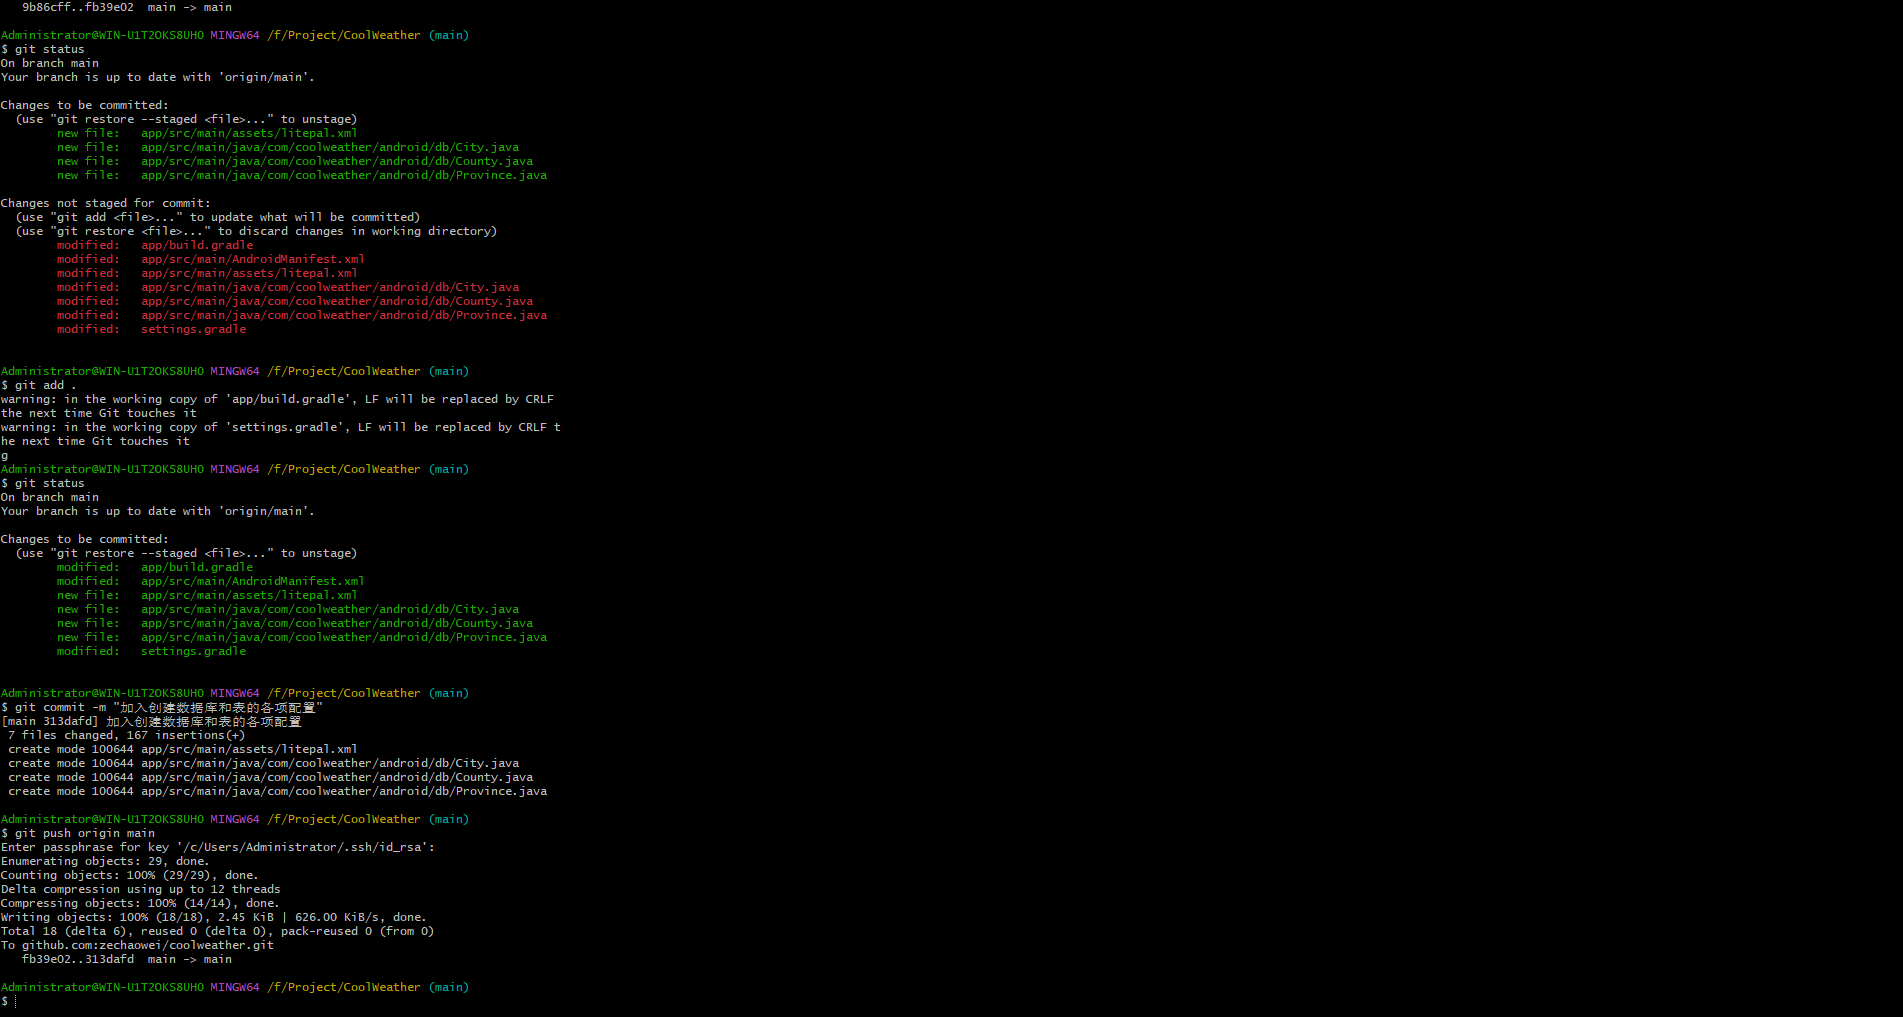 9b86cff..fb39e02  main -> main
Administrator@WIN-U1T2OKS8UHO MINGW64 /f/Project/CoolWeather (main)
$ git status
On branch main
Your branch is up to date with 'origin/main'.
Changes to be committed:
(use "git restore --staged <file>..." to unstage)
new file:   app/src/main/assets/litepal.xml
new file:   app/src/main/java/com/coolweather/android/db/City.java
new file:   app/src/main/java/com/coolweather/android/db/County.java
new file:   app/src/main/java/com/coolweather/android/db/Province.java
Changes not staged for commit:
(use "git add <file>..." to update what will be committed)
(use "git restore <file>..." to discard changes in working directory)
modified:   app/build.gradle
modified:   app/src/main/AndroidManifest.xml
modified:   app/src/main/assets/litepal.xml
modified:   app/src/main/java/com/coolweather/android/db/City.java
modified:   app/src/main/java/com/coolweather/android/db/County.java
modified:   app/src/main/java/com/coolweather/android/db/Province.java
modified:   settings.gradle
Administrator@WIN-U1T2OKS8UHO MINGW64 /f/Project/CoolWeather (main)
$ git add .
warning: in the working copy of 'app/build.gradle', LF will be replaced by CRLF
the next time Git touches it
warning: in the working copy of 'settings.gradle', LF will be replaced by CRLF t
he next time Git touches it
g
Administrator@WIN-U1T2OKS8UHO MINGW64 /f/Project/CoolWeather (main)
$ git status
On branch main
Your branch is up to date with 'origin/main'.
Changes to be committed:
(use "git restore --staged <file>..." to unstage)
modified:   app/build.gradle
modified:   app/src/main/AndroidManifest.xml
new file:   app/src/main/assets/litepal.xml
new file:   app/src/main/java/com/coolweather/android/db/City.java
new file:   app/src/main/java/com/coolweather/android/db/County.java
new file:   app/src/main/java/com/coolweather/android/db/Province.java
modified:   settings.gradle
Administrator@WIN-U1T2OKS8UHO MINGW64 /f/Project/CoolWeather (main)
$ git commit -m "加入创建数据库和表的各项配置"
[main 313dafd] 加入创建数据库和表的各项配置
7 files changed, 167 insertions(+)
create mode 100644 app/src/main/assets/litepal.xml
create mode 100644 app/src/main/java/com/coolweather/android/db/City.java
create mode 100644 app/src/main/java/com/coolweather/android/db/County.java
create mode 100644 app/src/main/java/com/coolweather/android/db/Province.java
Administrator@WIN-U1T2OKS8UHO MINGW64 /f/Project/CoolWeather (main)
$ git push origin main
Enter passphrase for key '/c/Users/Administrator/.ssh/id_rsa':
Enumerating objects: 29, done.
Counting objects: 100% (29/29), done.
Delta compression using up to 12 threads
Compressing objects: 100% (14/14), done.
Writing objects: 100% (18/18), 2.45 KiB | 626.00 KiB/s, done.
Total 18 (delta 6), reused 0 (delta 0), pack-reused 0 (from 0)
To github.com:zechaowei/coolweather.git
fb39e02..313dafd  main -> main
Administrator@WIN-U1T2OKS8UHO MINGW64 /f/Project/CoolWeather (main)
$